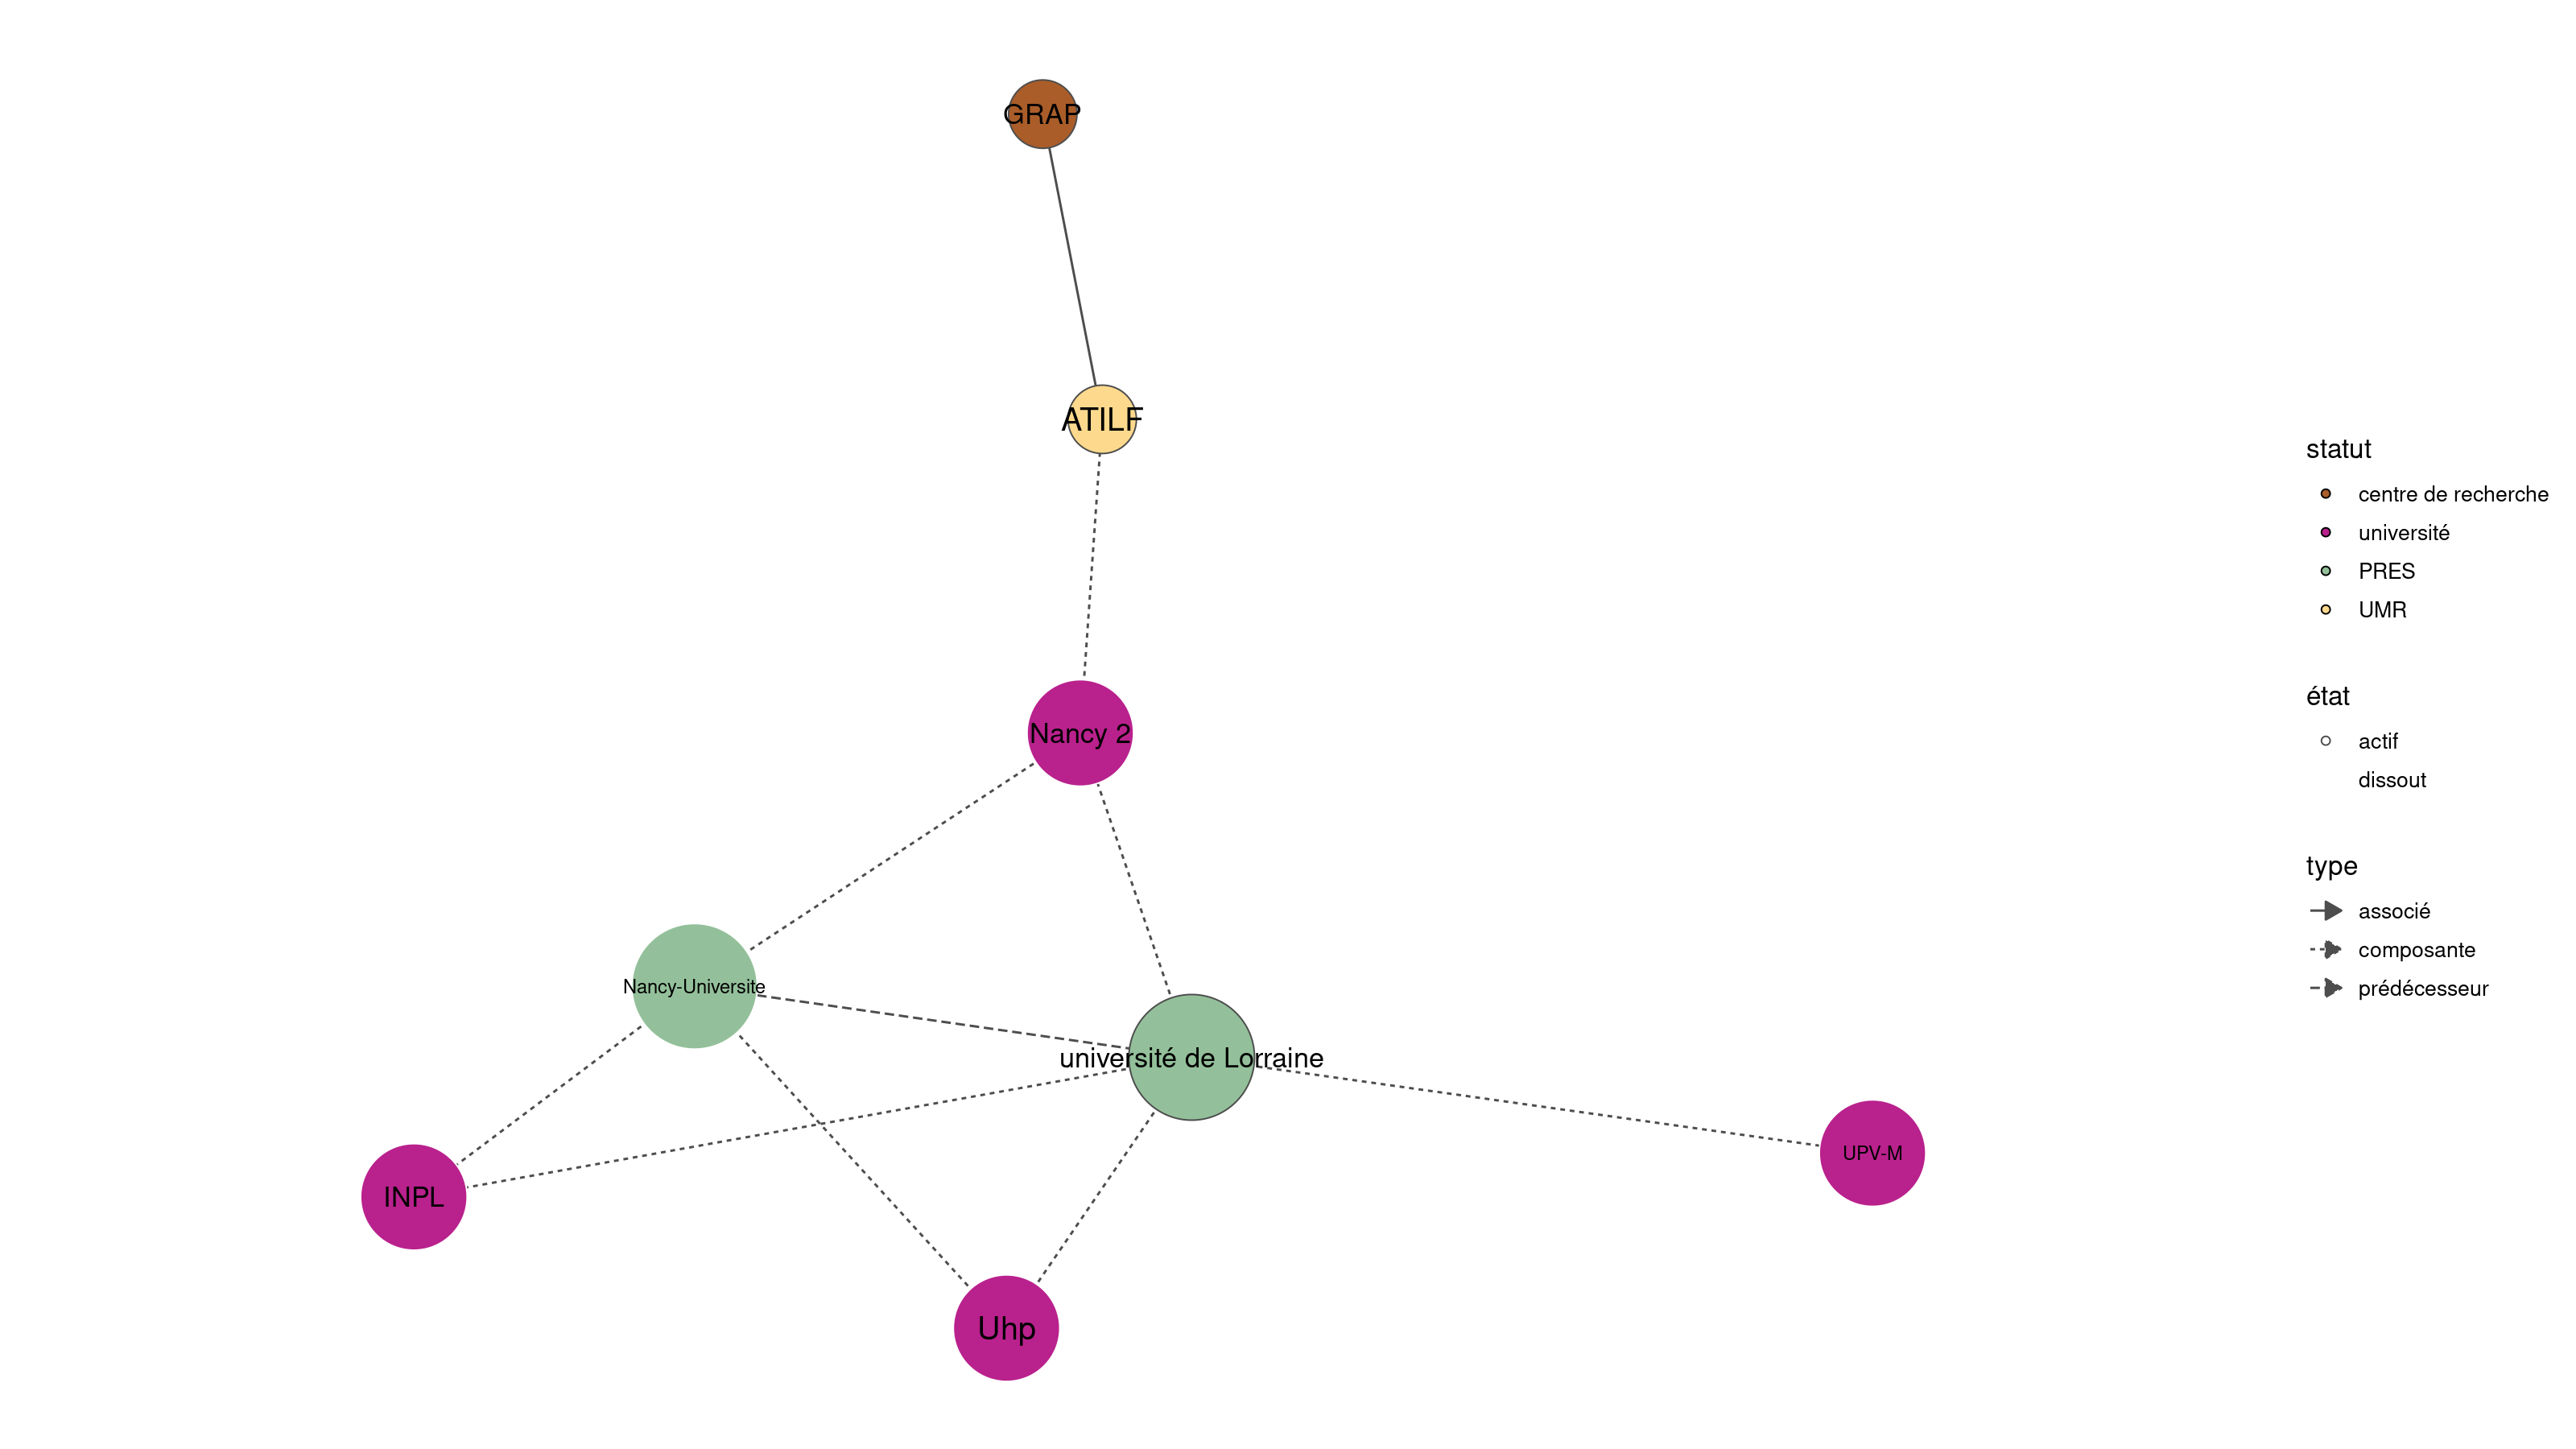 GRAP
ATILF
Nancy 2
Nancy-Universite
université de Lorraine
UPV-M
INPL
Uhp
statut
centre de recherche
université
PRES
UMR
état
actif
dissout
type
associé
composante
prédécesseur